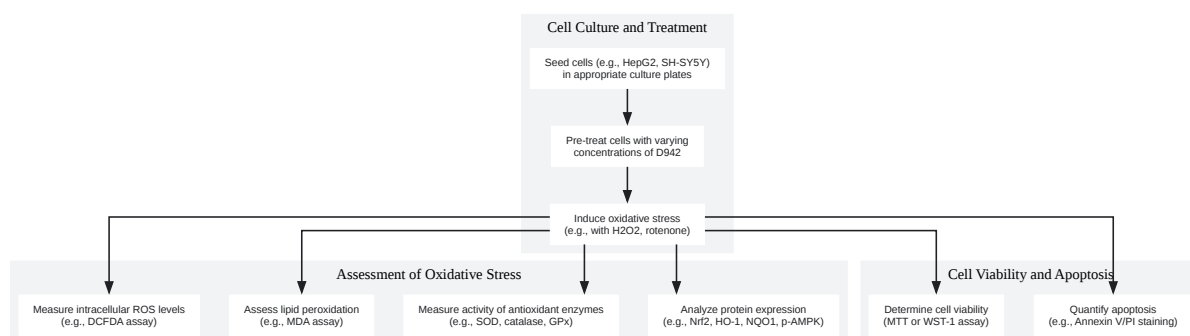 Cell Culture and Treatment
Seed cells (e.g., HepG2, SH-SY5Y)
in appropriate culture plates
Pre-treat cells with varying
concentrations of D942
Induce oxidative stress
(e.g., with H2O2, rotenone)
Assessment of Oxidative Stress
Measure intracellular ROS levels
(e.g., DCFDA assay)
Assess lipid peroxidation
(e.g., MDA assay)
Measure activity of antioxidant enzymes
(e.g., SOD, catalase, GPx)
Analyze protein expression
(e.g., Nrf2, HO-1, NQO1, p-AMPK)
Cell Viability and Apoptosis
Determine cell viability
(MTT or WST-1 assay)
Quantify apoptosis
(e.g., Annexin V/PI staining)